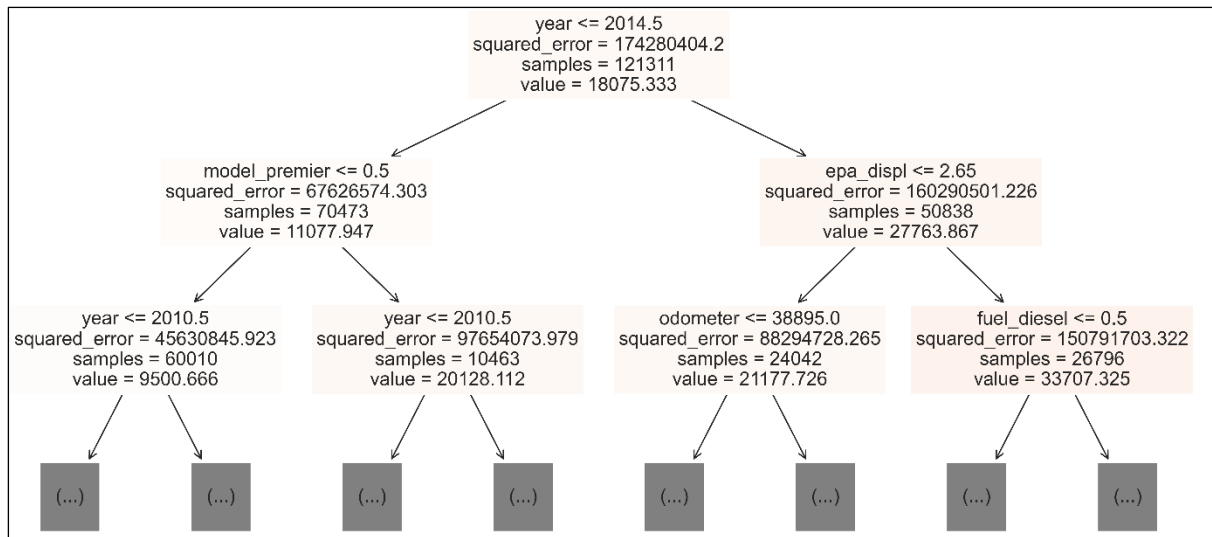 year <= 2014.5
squared_error = 174280404.2
samples = 121311
value = 18075.333
model_premier <= 0.5
squared_error = 67626574.303
samples = 70473
value = 11077.947
epa_displ <= 2.65
squared_error = 160290501.226
samples = 50838
value = 27763.867
year <= 2010.5
squared_error = 45630845.923
samples = 60010
value = 9500.666
year <= 2010.5
squared_error = 97654073.979
samples = 10463
value = 20128.112
odometer <= 38895.0
squared_error = 88294728.265
samples = 24042
value = 21177.726
fuel_diesel <= 0.5
squared_error = 150791703.322
samples = 26796
value = 33707.325
(...)
(...)
(...)
(...)
(...)
(...)
(...)
(...)